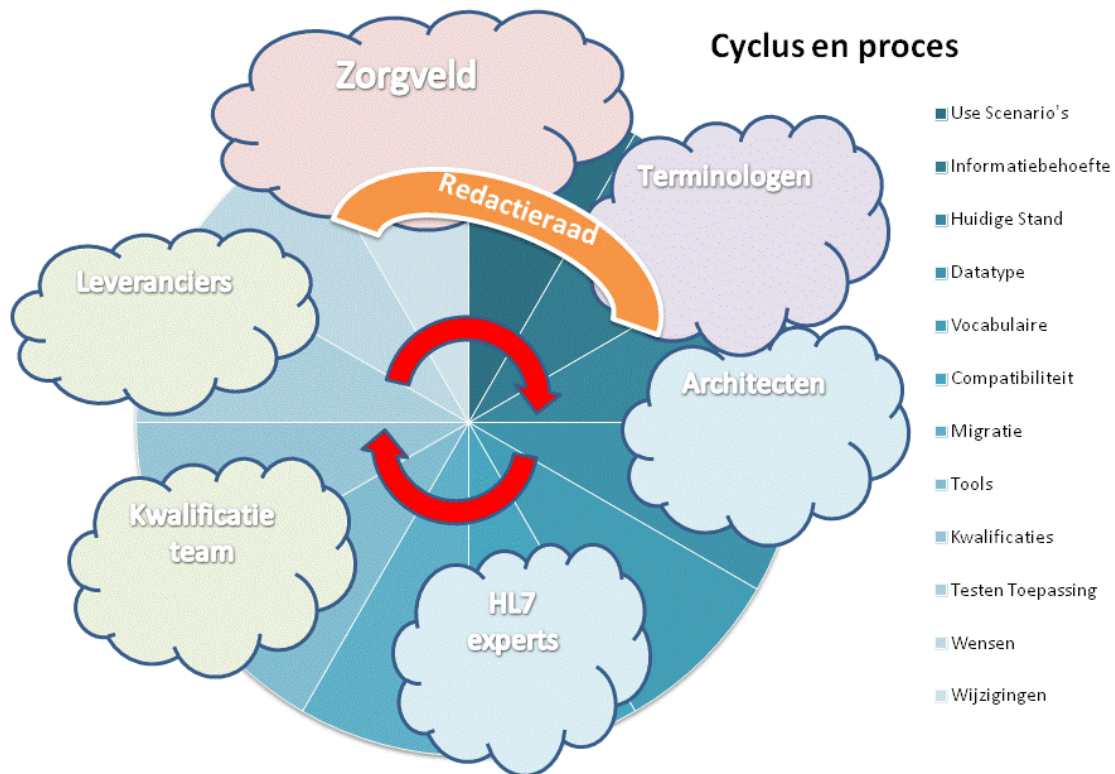 Cyclus en proces
Zorgveld
Redactieraad
Terminologen
Leveranciers
Architecten
Kwalificatie
team
HL7
experts
Use Scenario's
Informatiebehoefte
Huidige Stand
Datatype
Vocabulaire
Compatibiliteit
Migratie
Tools
Kwalificaties
Testen Toepassing
Wensen
Wijzigingen